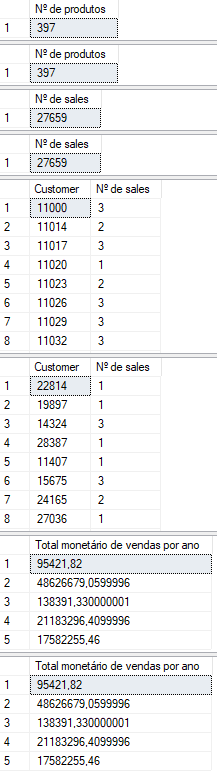 Nº de produtos
1 397
Nº de produtos
1 397
Nº de sales
1 27659
Nº de sales
1 27659
Customer Nº de sales
1 11000 3
2 11014 2
3 11017 3
4 11020 1
5 11023 2
6 11026 3
7 11029 3
8 11032 3
Customer Nº de sales
1 22814 1
2 19897 1
3 14324 3
4 28387 1
5 11407 1
6 15675 3
7 24165 2
8 27036 1
Total monetário de vendas por ano
1 95421,82
2 48626679,0599996
3 138391,330000001
4 21183296,4099996
5 17582255,46
Total monetário de vendas por ano
1 95421,82
2 48626679,0599996
3 138391,330000001
4 21183296,4099996
5 17582255,46